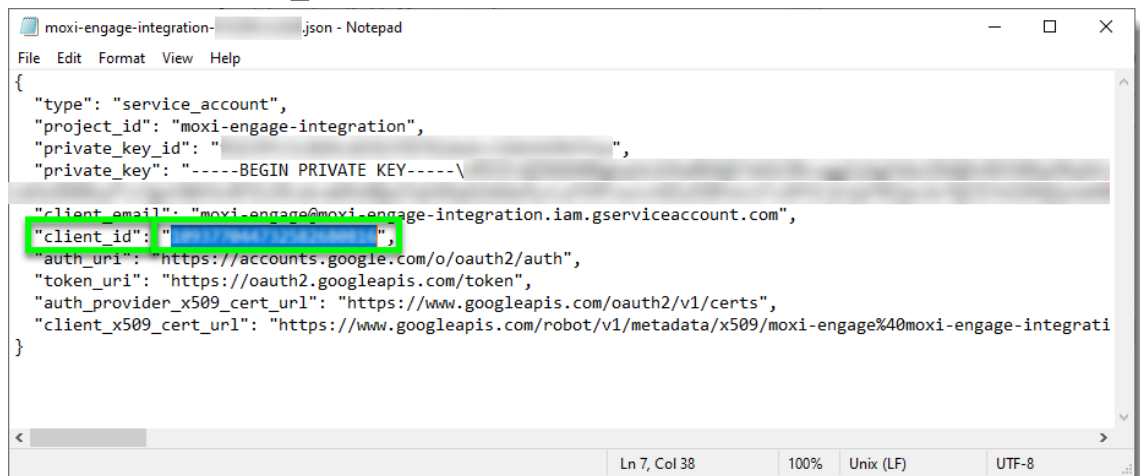 moxi-engage-integration- .json - Notepad
File Edit Format View Help
{
"type": "service_account",
"project_id": "moxi-engage-integration",
"private_key_id": " ",
"private_key": "-----BEGIN PRIVATE KEY-----\
"client_email": "moxi-engage@moxi-engage-integration.iam.gserviceaccount.com",
"client_id": " ",
"auth_uri": "https://accounts.google.com/o/oauth2/auth",
"token_uri": "https://oauth2.googleapis.com/token",
"auth_provider_x509_cert_url": "https://www.googleapis.com/oauth2/v1/certs",
"client_x509_cert_url": "https://www.googleapis.com/robot/v1/metadata/x509/moxi-engage%40moxi-engage-integrati
}
Ln 7, Col 38 100% Unix (LF) UTF-8